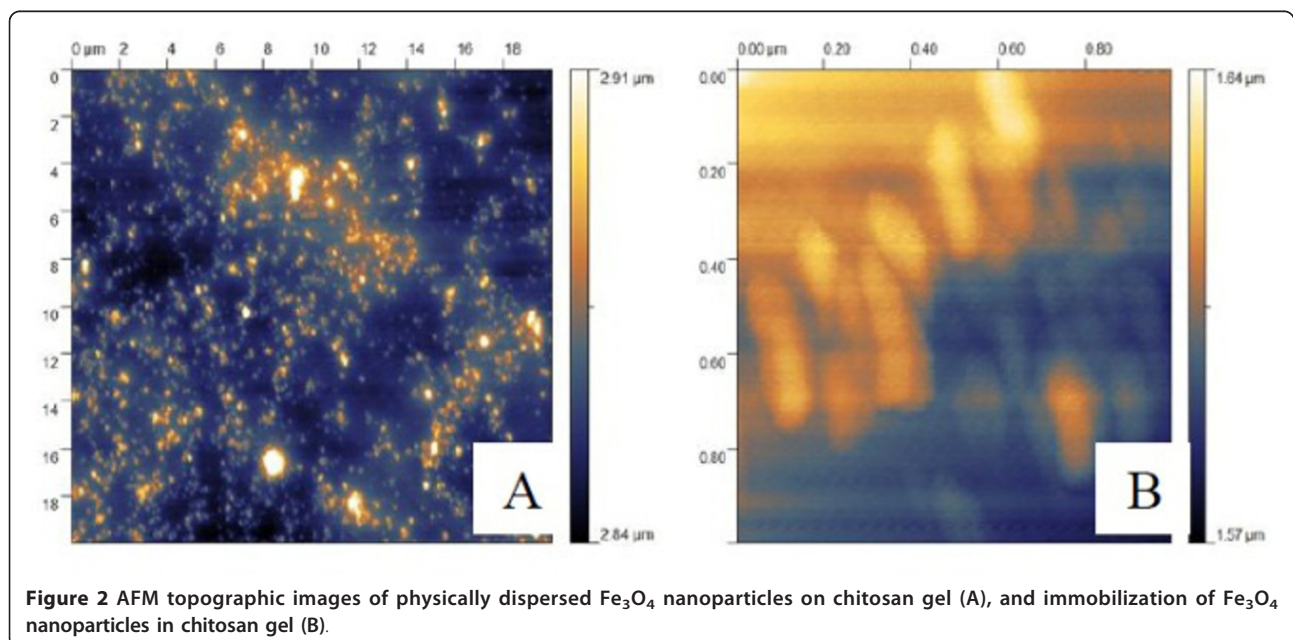 0 µm 2 4 6 8 10 12 14 16 18
0
2
4
6
8
10
12
14
16
18
2.91 µm
2.84 µm
A
0.00 µm 0.20 0.40 0.60 0.80
0.00
0.20
0.40
0.60
0.80
1.64 µm
1.57 µm
B
Figure 2 AFM topographic images of physically dispersed Fe₃O₄ nanoparticles on chitosan gel (A), and immobilization of Fe₃O₄
nanoparticles in chitosan gel (B).